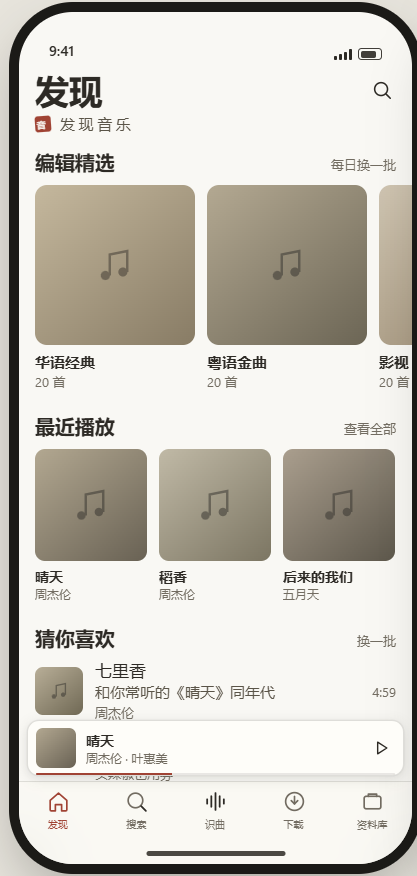 9:41
发现
音 发现音乐
编辑精选 每日换一批
华语经典 粤语金曲 影视
20 首 20 首 20 首
最近播放 查看全部
晴天 稻香 后来的我们
周杰伦 周杰伦 五月天
猜你喜欢 换一批
七里香
和你常听的《晴天》同年代 4:59
周杰伦
晴天
周杰伦 · 叶惠美
发现 搜索 识曲 下载 资料库